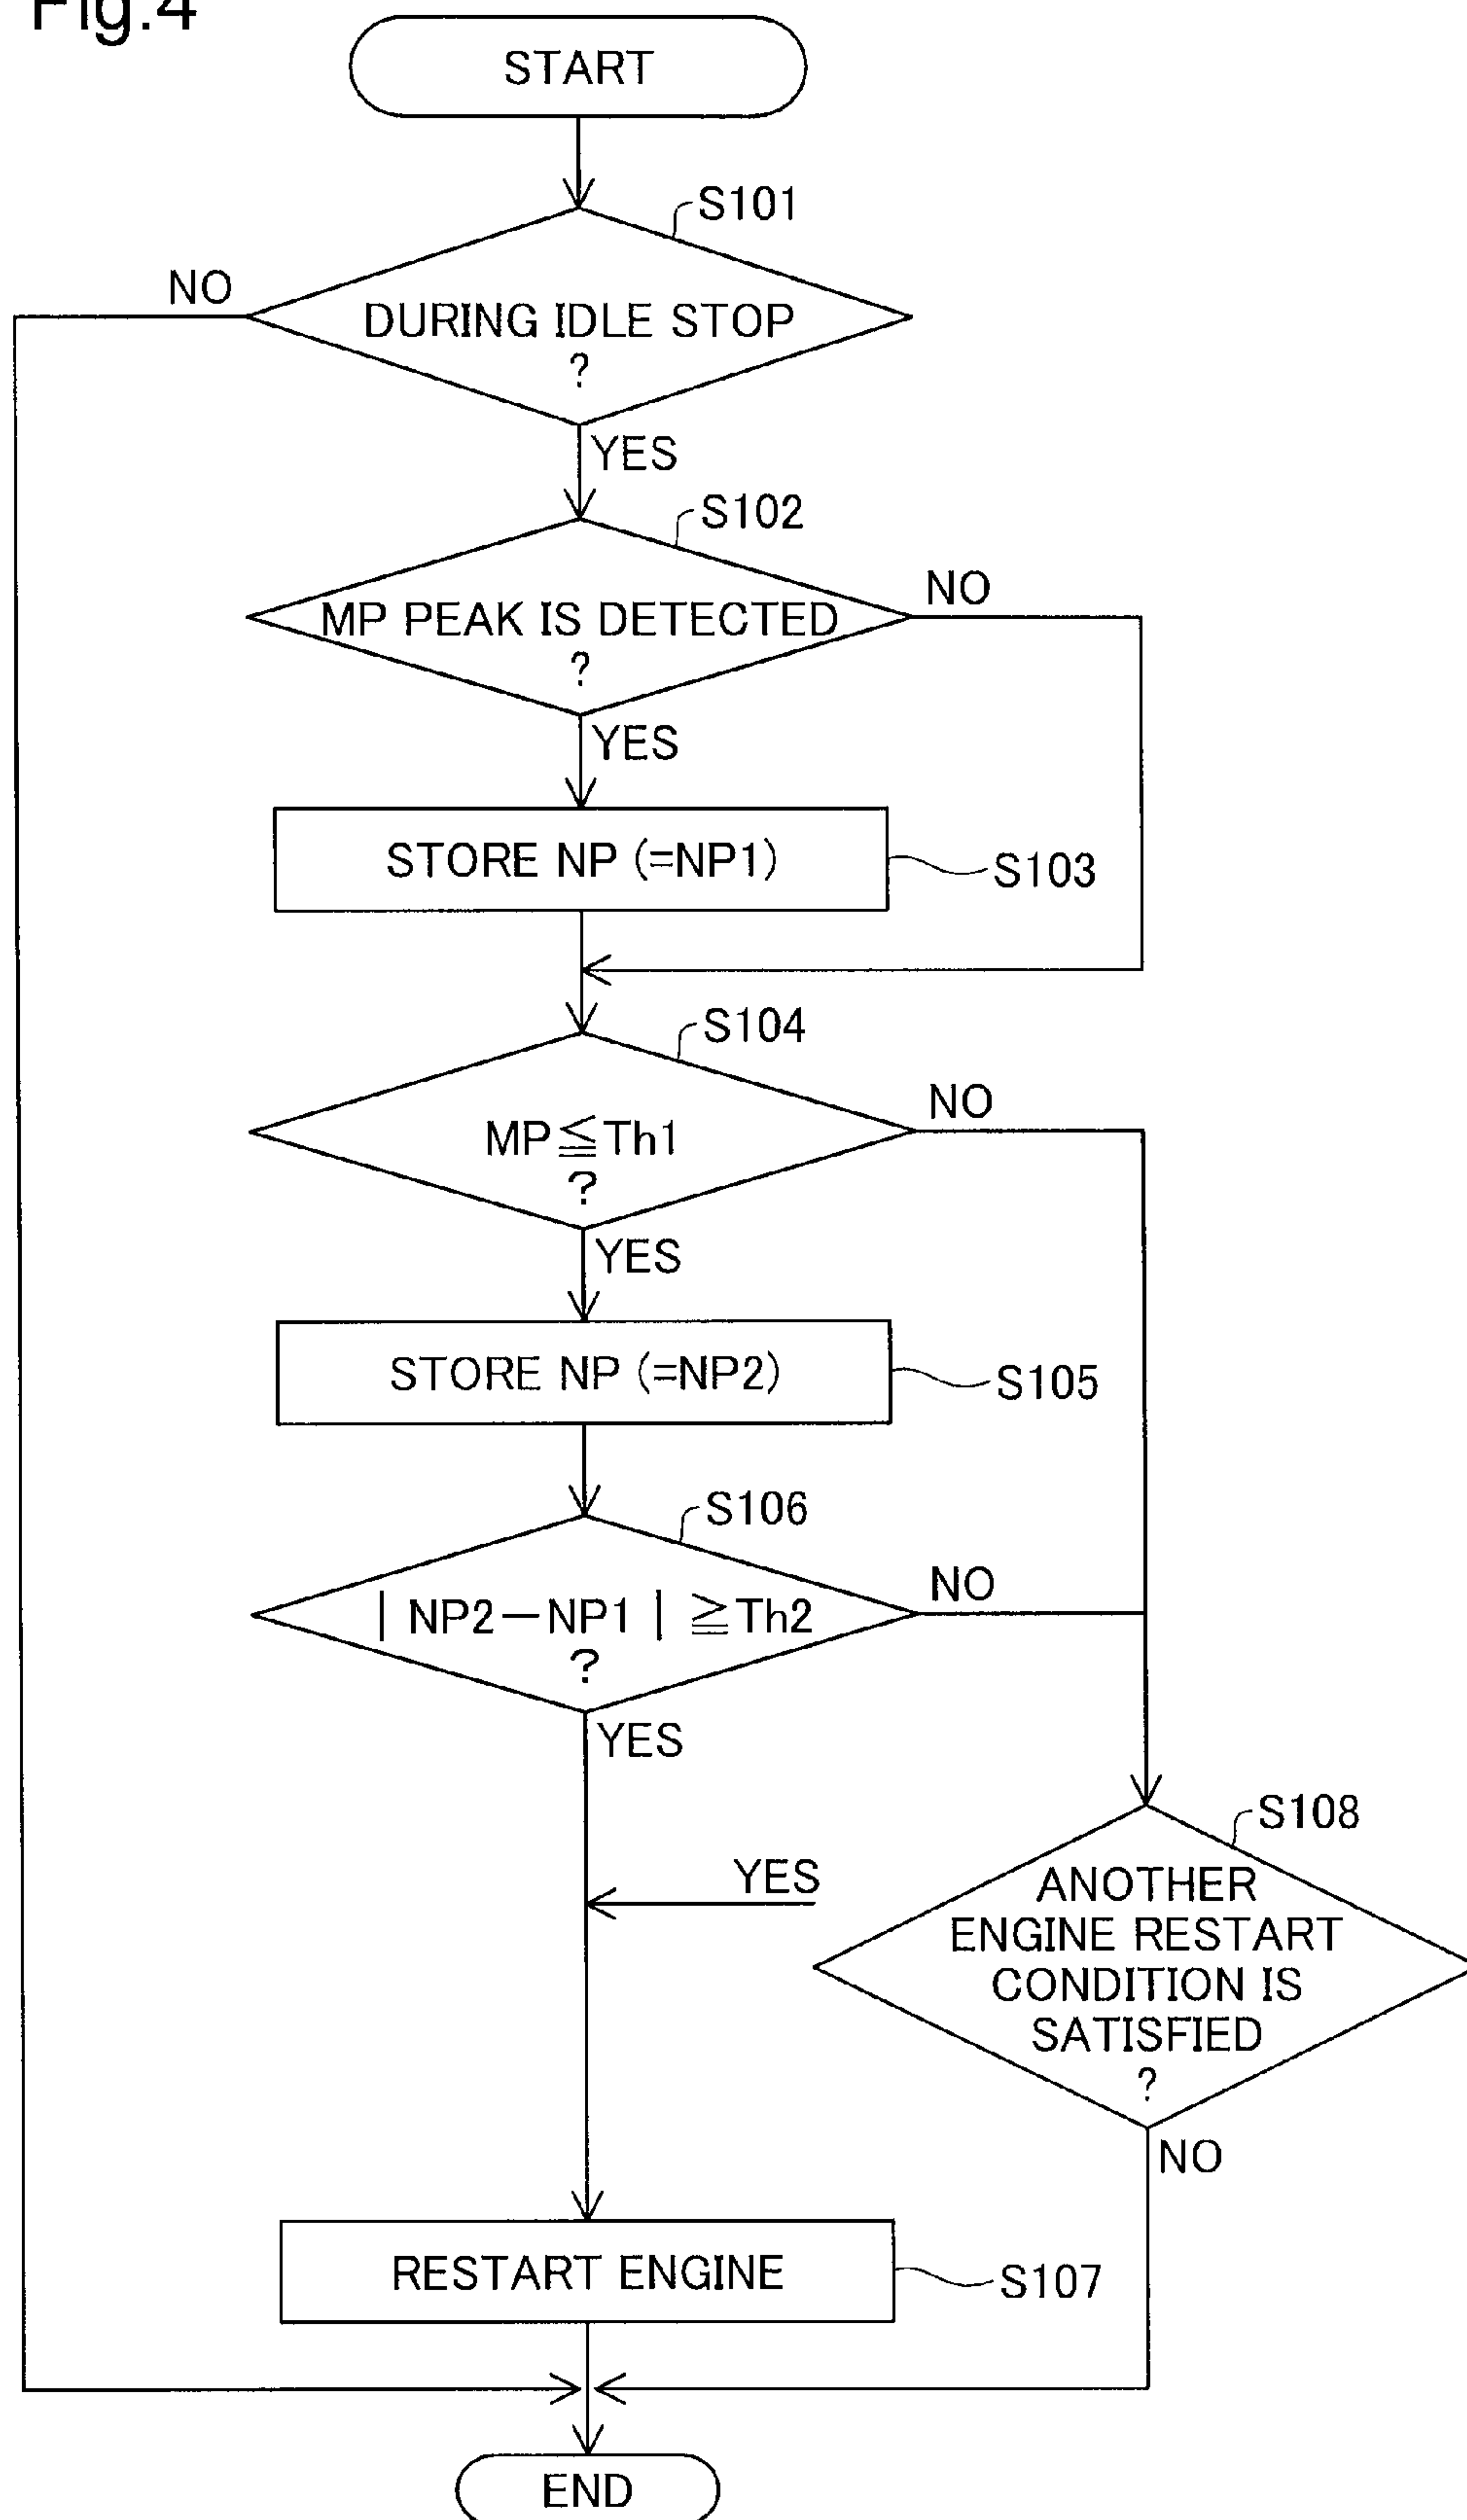 Fig.4
START
S101
NO
DURING IDLE STOP
?
YES
S102
NO
MP PEAK IS DETECTED
?
YES
STORE NP (=NP1)
S103
S104
NO
MP≦Th1
?
YES
STORE NP (=NP2)
S105
S106
NO
| NP2－NP1 | ≧Th2
?
YES
S108
YES
ANOTHER
ENGINE RESTART
CONDITION IS
SATISFIED
?
NO
RESTART ENGINE
S107
END